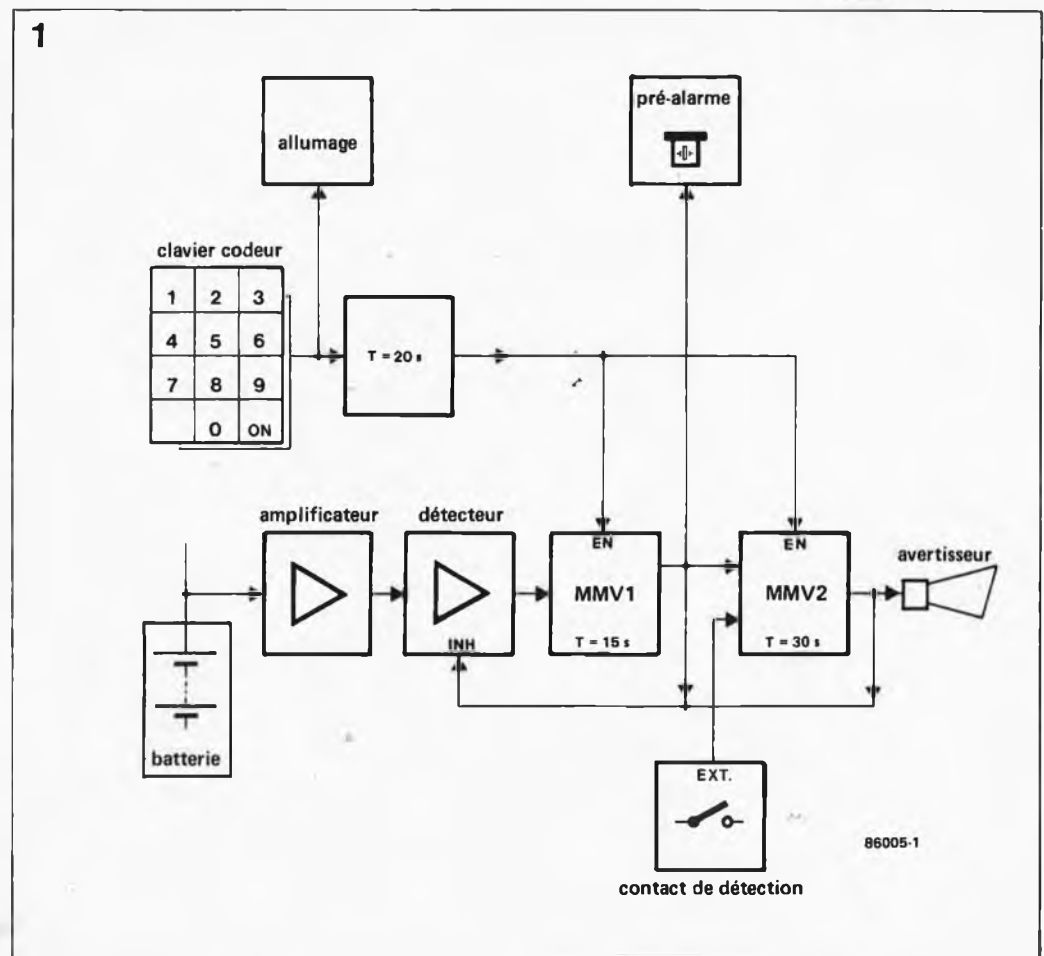 1
allumage
pré-alarme
clavier codeur
1 2 3
4 5 6
7 8 9
0 ON
T = 20 s
amplificateur
détecteur
INH
EN
MMV1
T = 15 s
EN
MMV2
T = 30 s
avertisseur
batterie
EXT.
contact de détection
86005-1